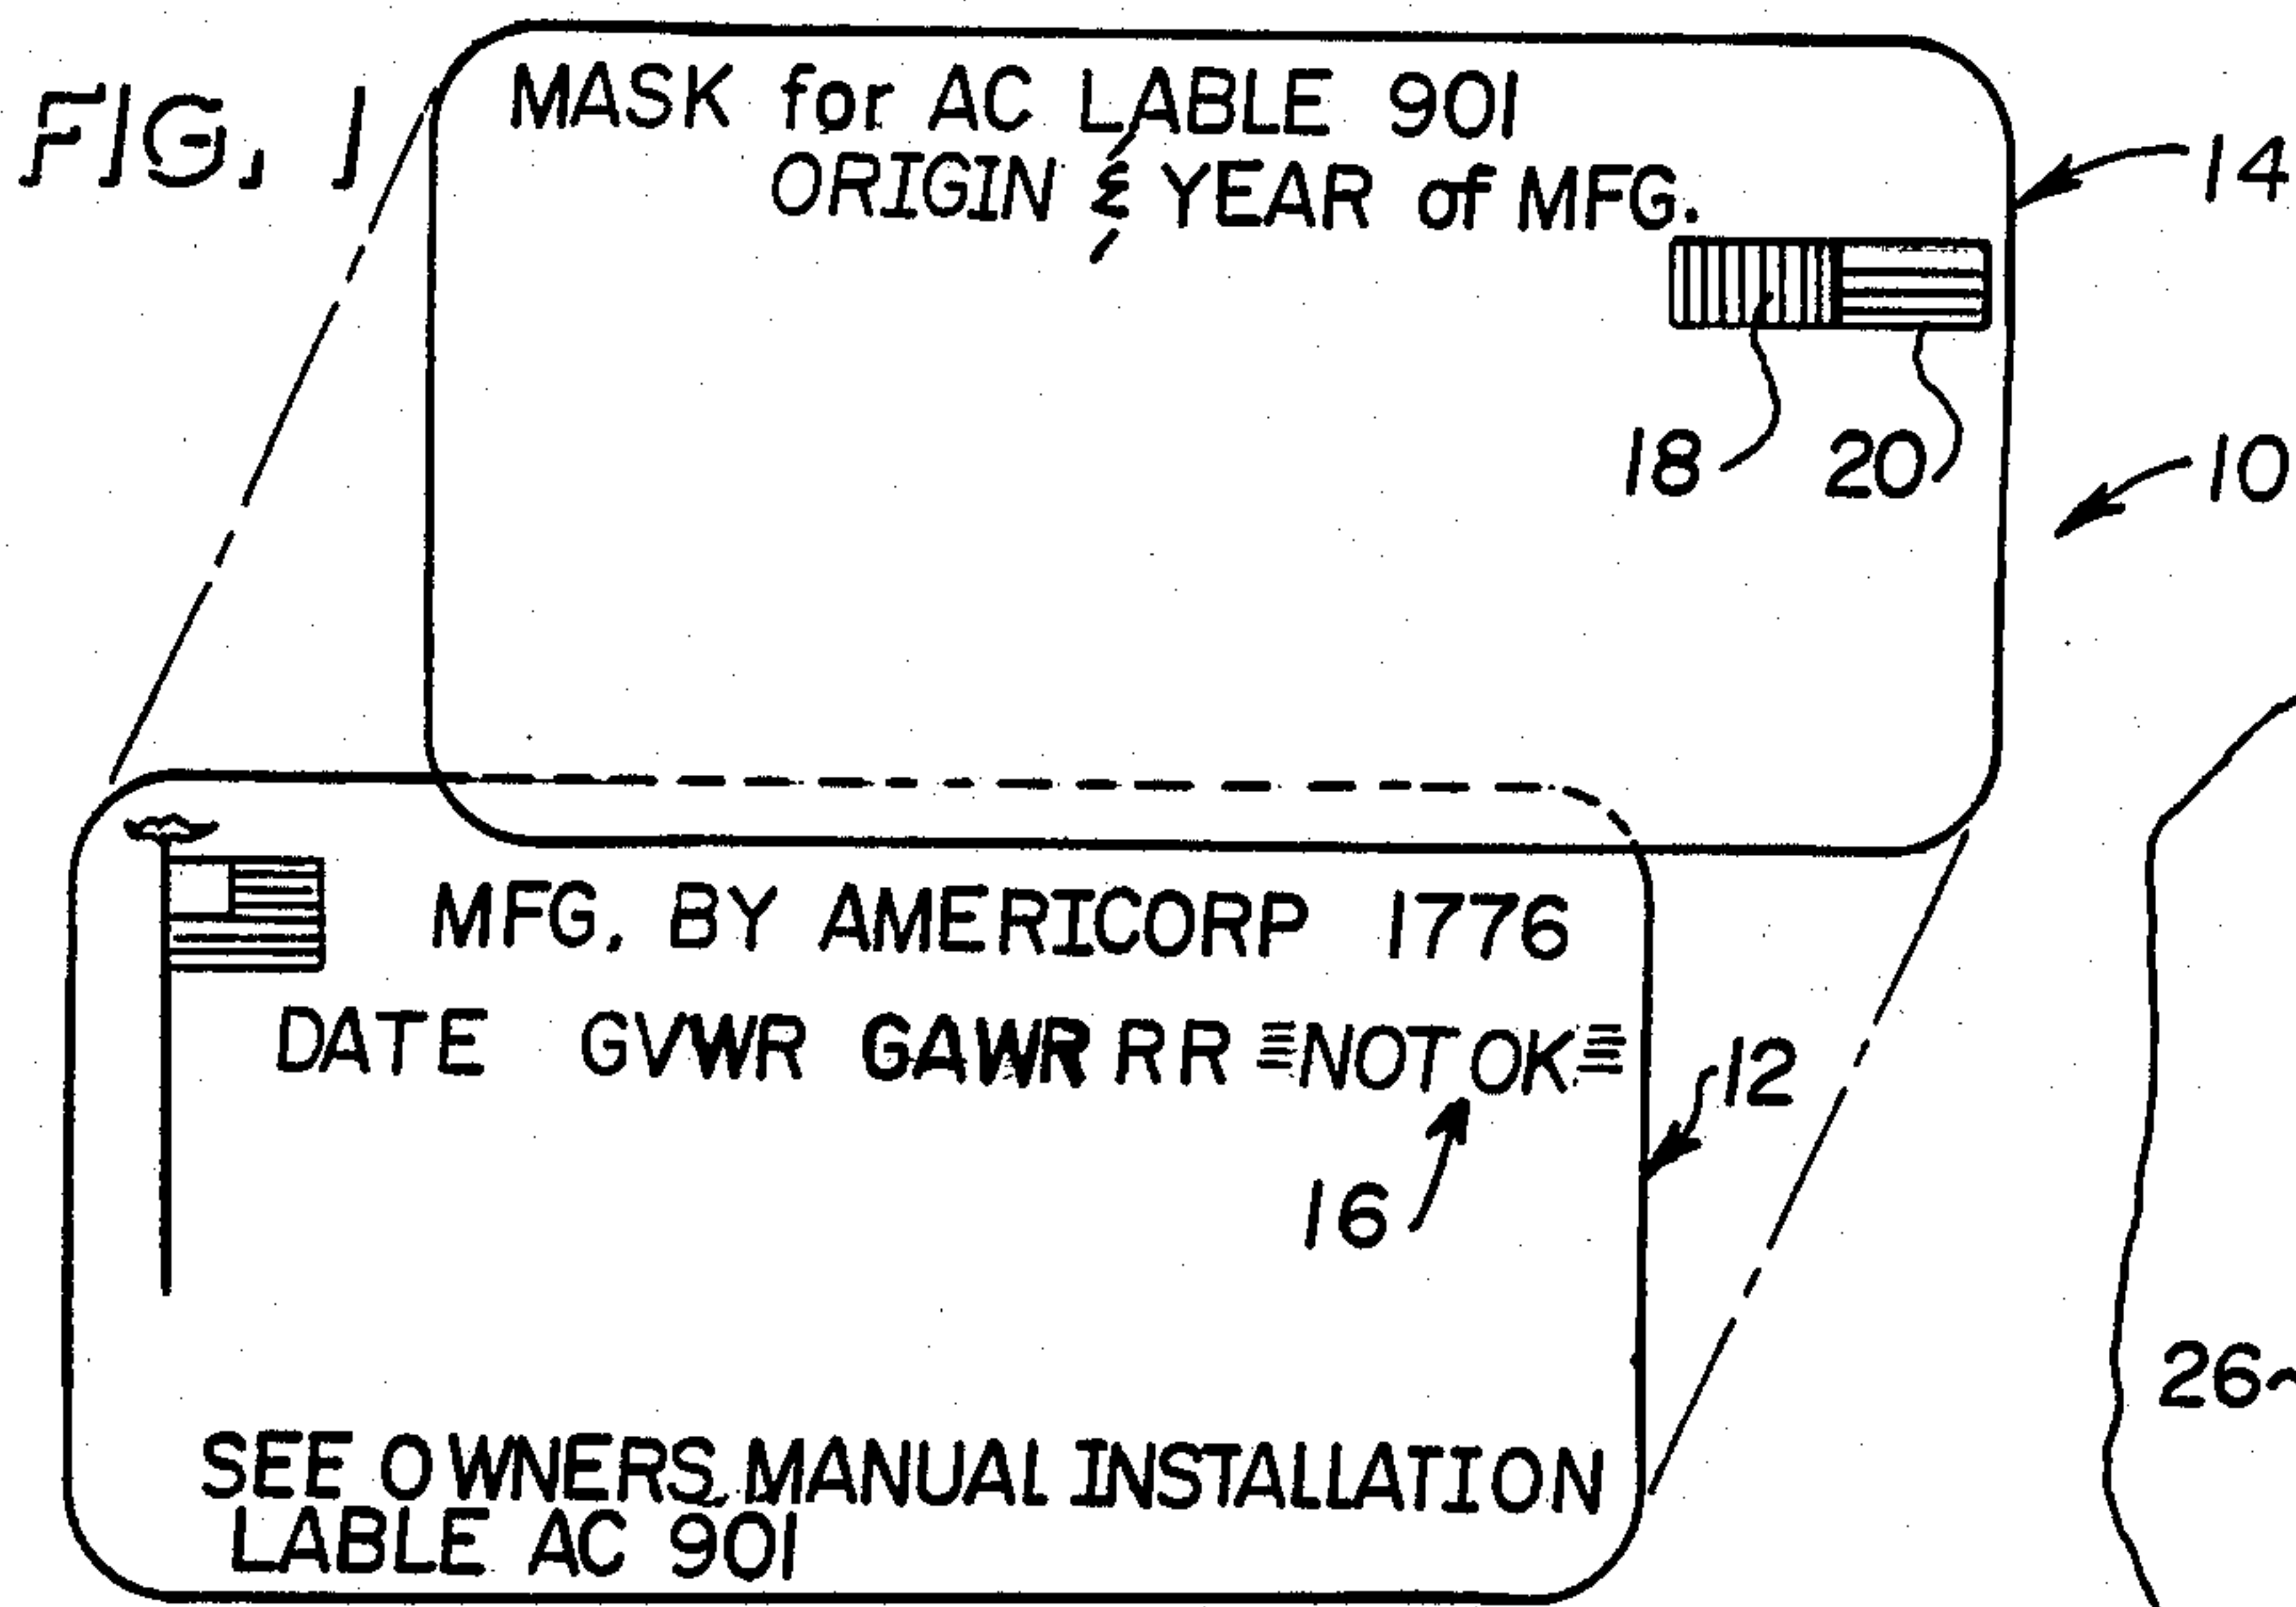 FIG. 1
MASK for AC LABLE 901
ORIGIN & YEAR of MFG.
14
18
20
10
MFG. BY AMERICORP 1776
DATE GVWR GAWR RR ≡NOT OK≡
12
16
26
SEE OWNERS MANUAL INSTALLATION
LABLE AC 901